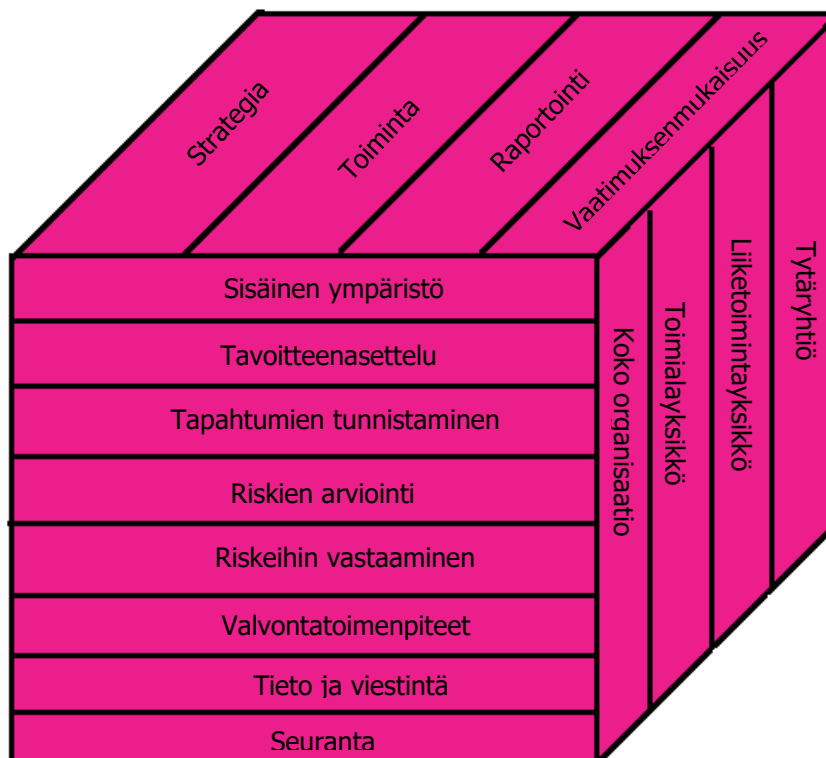 Strategia
Toiminta
Raportointi
Vaatimuksenmukaisuus
Sisäinen ympäristö
Tavoitteenasettelu
Tapahtumien tunnistaminen
Riskien arviointi
Riskeihin vastaaminen
Valvontatoimenpiteet
Tieto ja viestintä
Seuranta
Koko organisaatio
Toimialayksikkö
Liiketoimintayksikkö
Tytäryhtiö